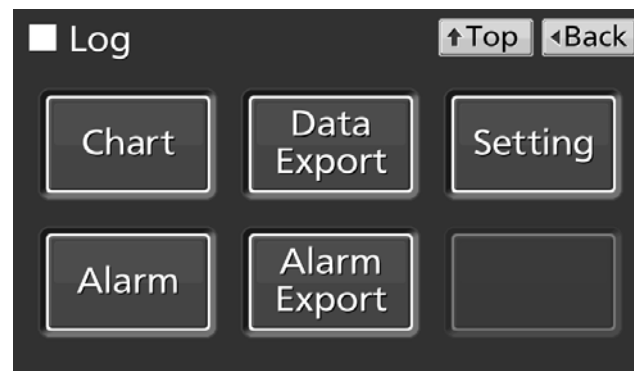 Log
Top
Back
Chart
Data
Export
Setting
Alarm
Alarm
Export